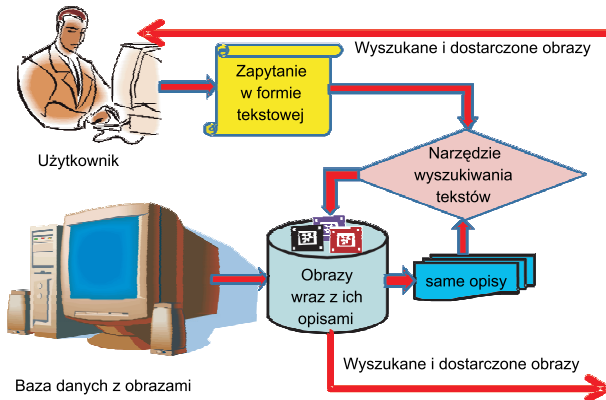 Wyszukane i dostarczone obrazy
Zapytanie
w formie
tekstowej
Użytkownik
Narzędzie
wyszukiwania
tekstów
Obrazy
wraz z ich
opisami
same opisy
Wyszukane i dostarczone obrazy
Baza danych z obrazami